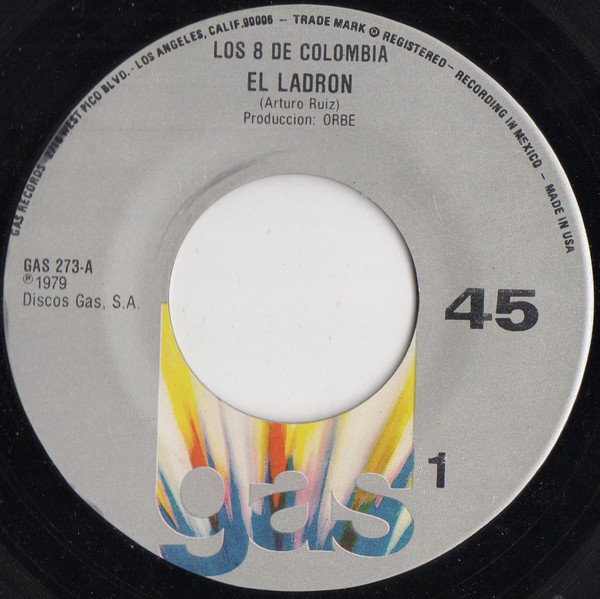 GAS RECORDS 2716 WEST PICO BLVD. - LOS ANGELES, CALIF. 90006 - TRADE MARK ® REGISTERED - RECORDING IN MEXICO - MADE IN USA
LOS 8 DE COLOMBIA
EL LADRON
(Arturo Ruiz)
Produccion: ORBE
GAS 273-A
℗ 1979
Discos Gas, S.A.
45
1
gas